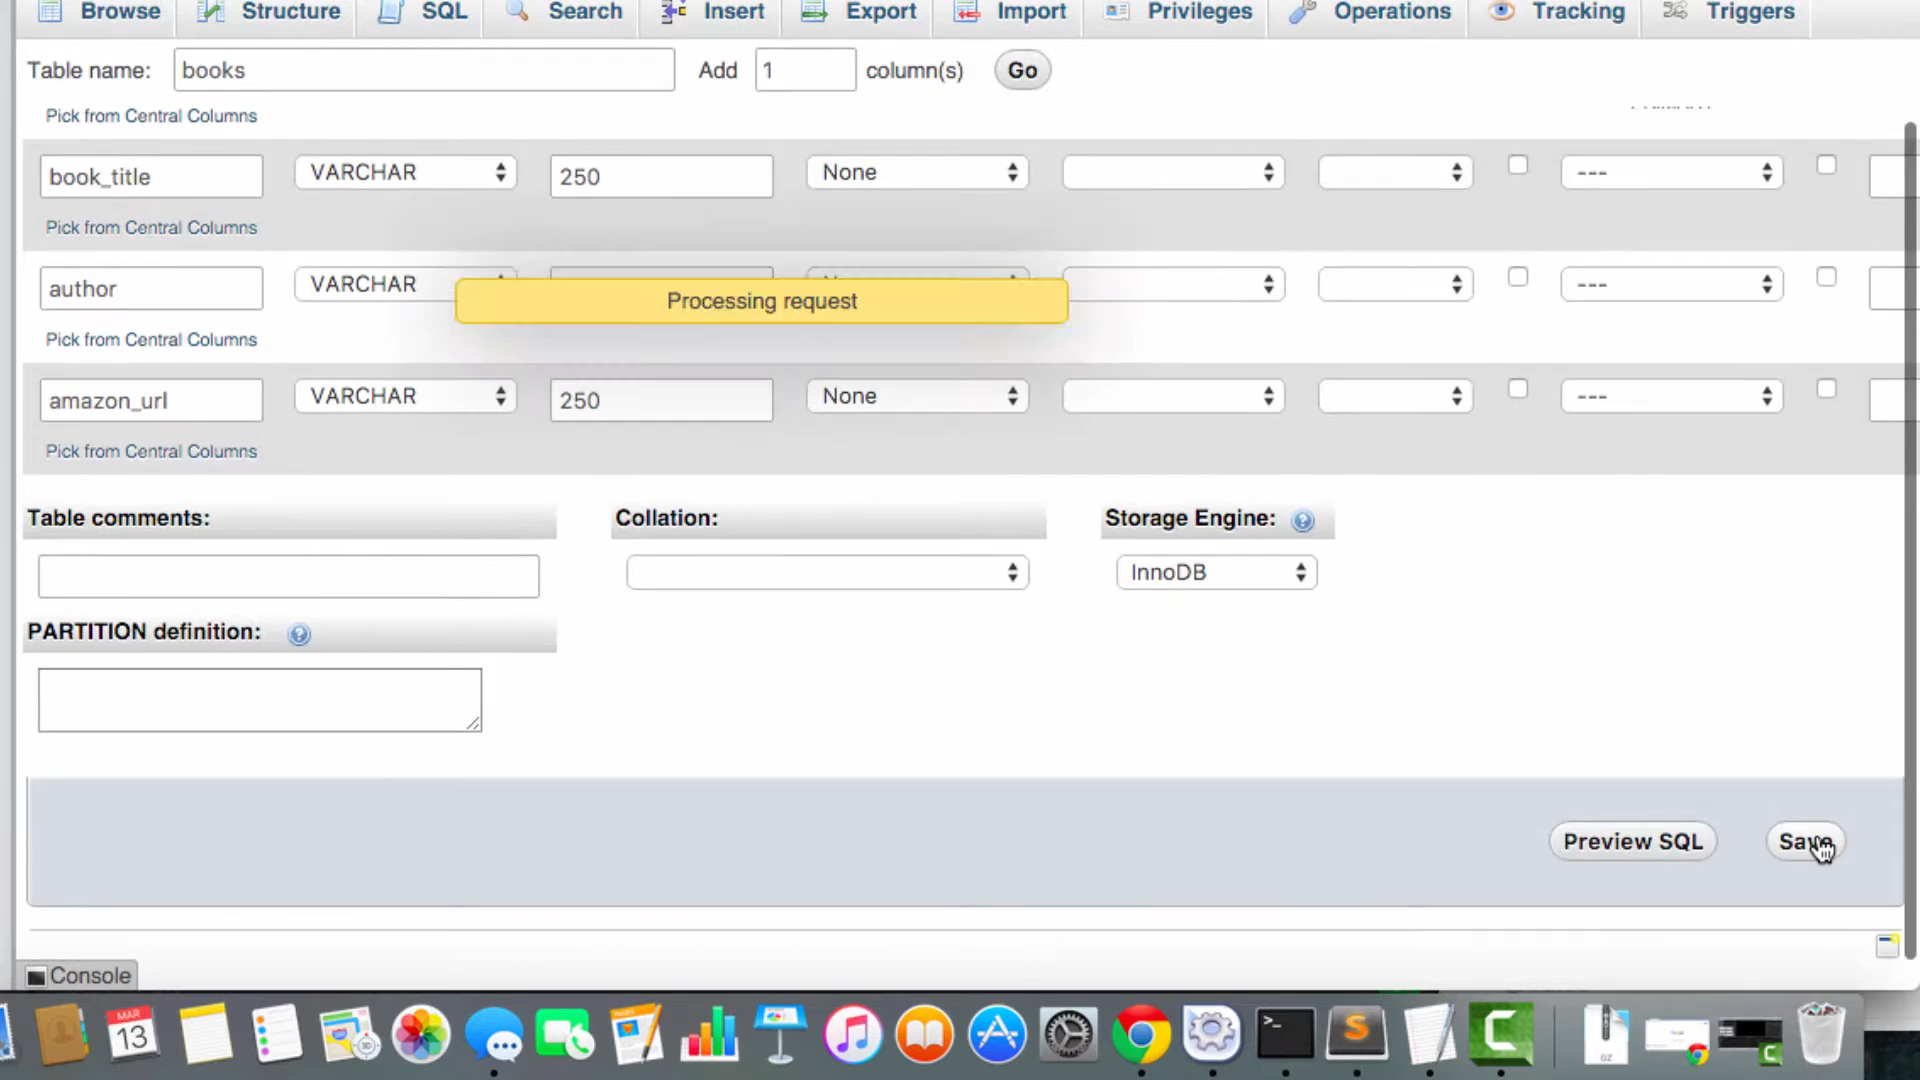 Browse Structure SQL Search Insert Export Import Privileges Operations Tracking Triggers
Table name: books Add 1 column(s) Go
Pick from Central Columns
book_title VARCHAR 250 None ---
Pick from Central Columns
author VARCHAR ---
Processing request
Pick from Central Columns
amazon_url VARCHAR 250 None ---
Pick from Central Columns
Table comments: Collation: Storage Engine:
InnoDB
PARTITION definition:
Preview SQL Save
Console
MAR
13